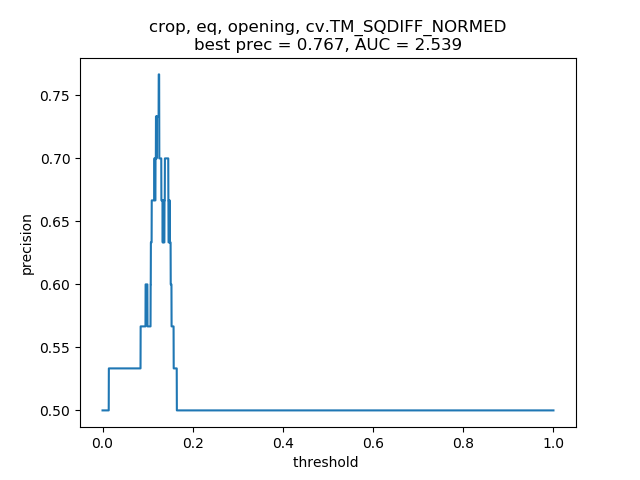 crop, eq, opening, cv.TM_SQDIFF_NORMED
best prec = 0.767, AUC = 2.539
0.75
0.70
0.65
0.60
0.55
0.50
precision
0.0 0.2 0.4 0.6 0.8 1.0
threshold